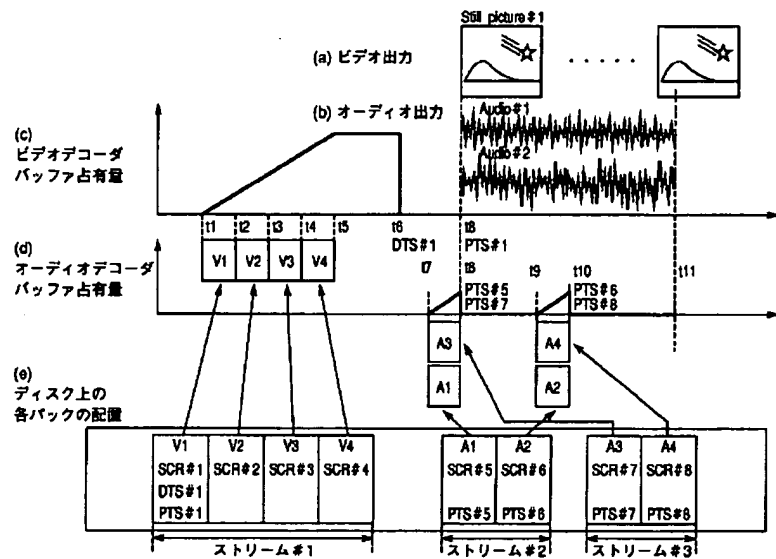 Still picture#1
(a) ビデオ出力
(b) オーディオ出力
Audio#1
Audio#2
(c)
ビデオデコーダ
バッファ占有量
t1 t2 t3 t4 t5 t6 t8
DTS#1 PTS#1
(d)
オーディオデコーダ
バッファ占有量
V1 V2 V3 V4
t7 t8 t9 t10 t11
PTS#5 PTS#6
PTS#7 PTS#8
A3 A4
A1 A2
(e)
ディスク上の
各パックの配置
V1 V2 V3 V4 A1 A2 A3 A4
SCR#1 SCR#2 SCR#3 SCR#4 SCR#5 SCR#6 SCR#7 SCR#8
DTS#1
PTS#1 PTS#5 PTS#6 PTS#7 PTS#8
ストリーム#1 ストリーム#2 ストリーム#3